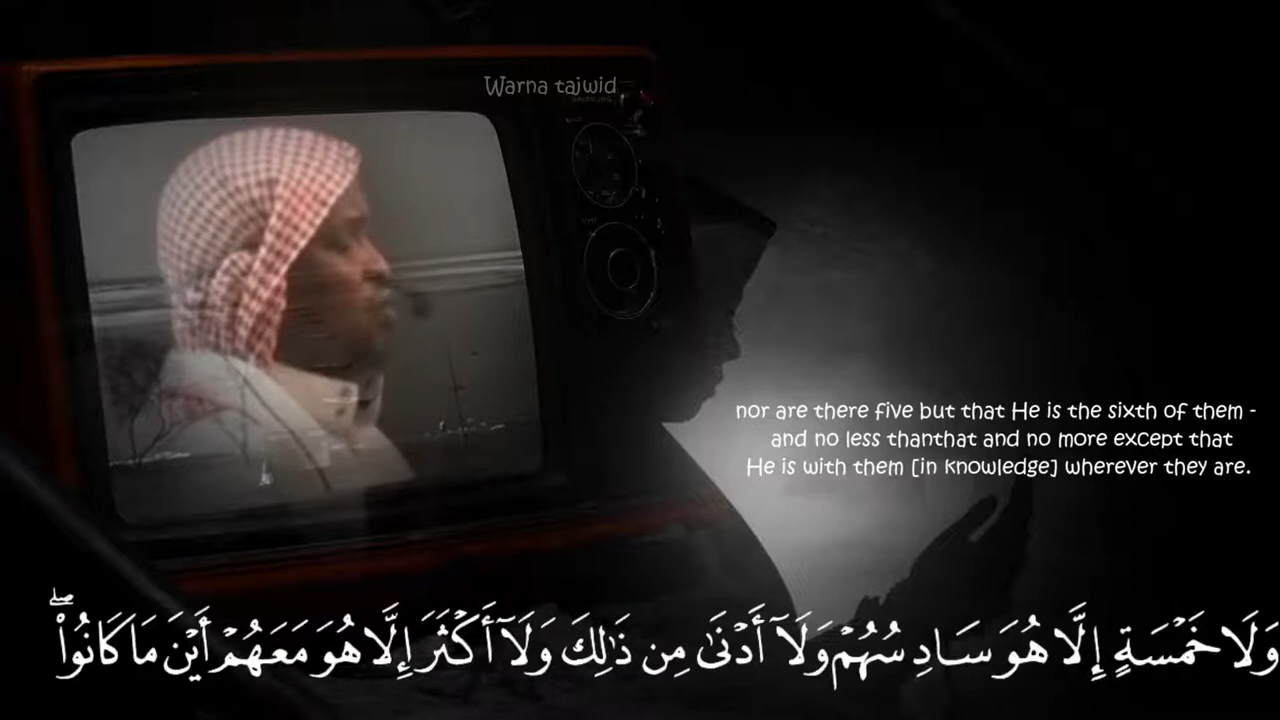 Warna tajwid
nor are there five but that He is the sixth of them -
and no less thanthat and no more except that
He is with them [in knowledge] wherever they are.
وَلَا خَمْسَةٍ إِلَّا هُوَ سَادِسُهُمْ وَلَآ أَدْنَىٰ مِن ذَٰلِكَ وَلَآ أَكْثَرَ إِلَّا هُوَ مَعَهُمْ أَيْنَ مَا كَانُوا۟ ۖ